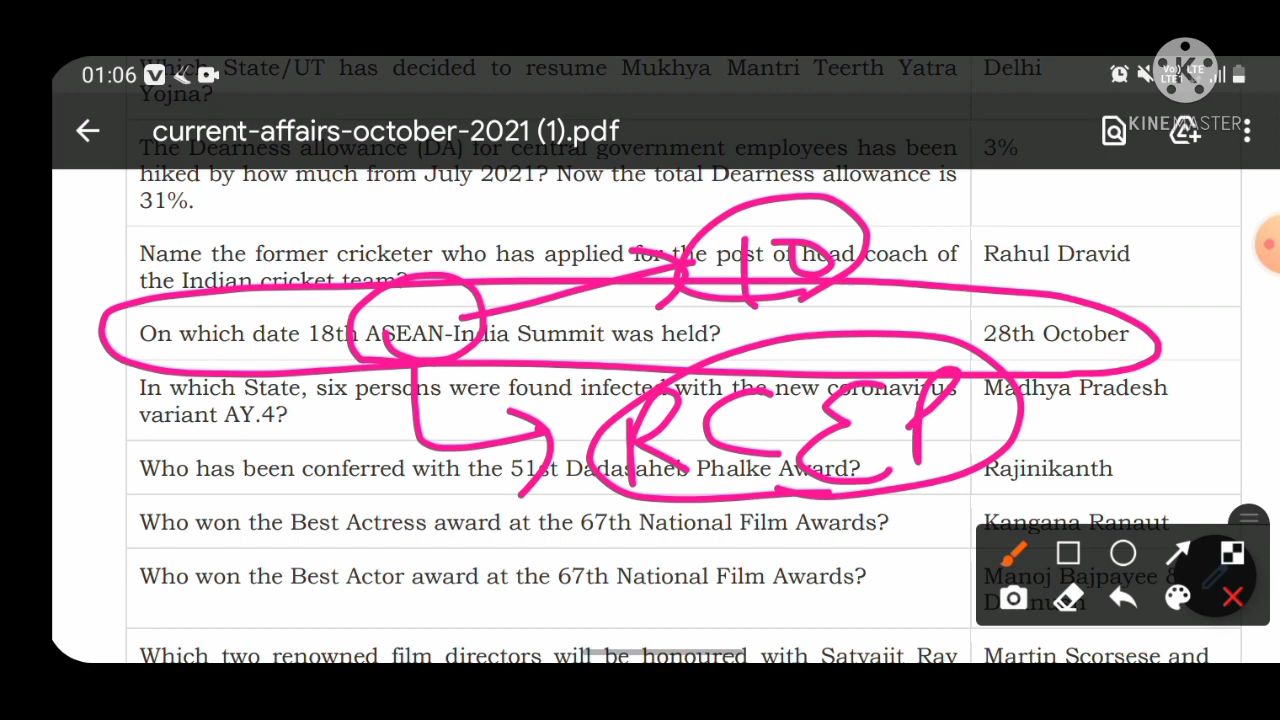 01:06
Vo)) LTE
LTE1
KINEMASTER
current-affairs-october-2021 (1).pdf
Which State/UT has decided to resume Mukhya Mantri Teerth Yatra Delhi
Yojna?
The Dearness allowance (DA) for central government employees has been 3%
hiked by how much from July 2021? Now the total Dearness allowance is
31%.
Name the former cricketer who has applied for the post of head coach of Rahul Dravid
the Indian cricket team?
10
On which date 18th ASEAN-India Summit was held? 28th October
In which State, six persons were found infected with the new coronavirus Madhya Pradesh
variant AY.4?
RCEP
Who has been conferred with the 51st Dadasaheb Phalke Award? Rajinikanth
Who won the Best Actress award at the 67th National Film Awards? Kangana Ranaut
Who won the Best Actor award at the 67th National Film Awards? Manoj Bajpayee &
Which two renowned film directors will be honoured with Satyajit Ray Martin Scorsese and